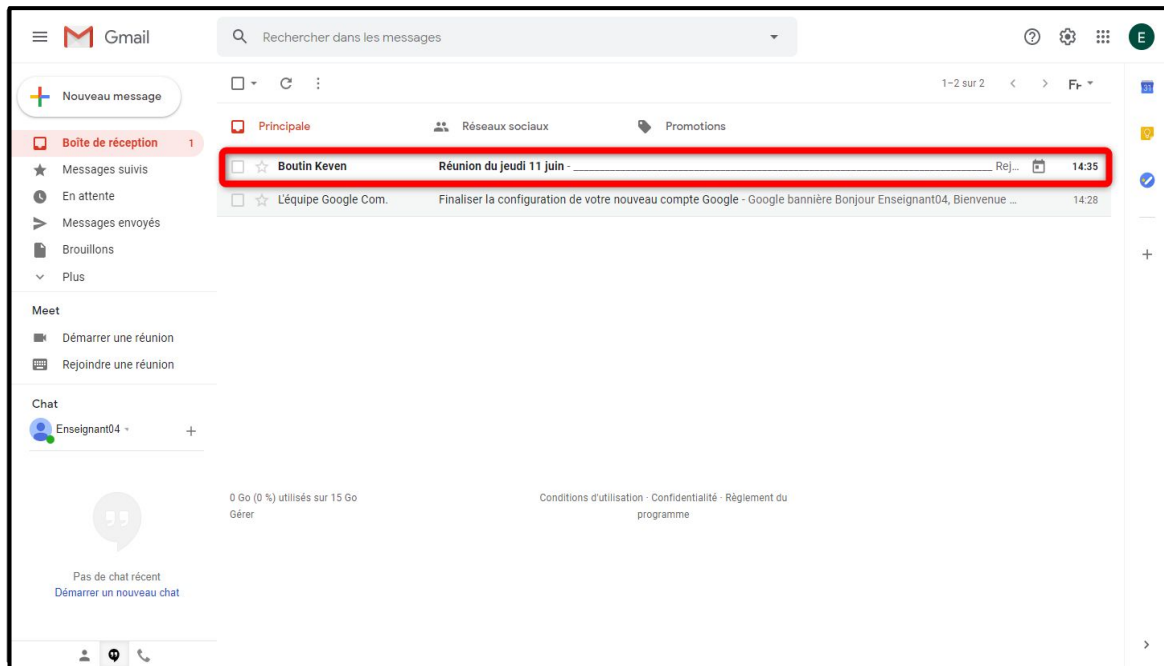 Gmail
Rechercher dans les messages
E
Nouveau message
1–2 sur 2
Fr
31
Boîte de réception 1
Messages suivis
En attente
Messages envoyés
Brouillons
Plus
Principale
Réseaux sociaux
Promotions
Boutin Keven Réunion du jeudi 11 juin - Rej... 14:35
L'équipe Google Com. Finaliser la configuration de votre nouveau compte Google - Google bannière Bonjour Enseignant04, Bienvenue ... 14:28
Meet
Démarrer une réunion
Rejoindre une réunion
Chat
Enseignant04
Pas de chat récent
Démarrer un nouveau chat
0 Go (0 %) utilisés sur 15 Go
Gérer
Conditions d'utilisation · Confidentialité · Règlement du
programme